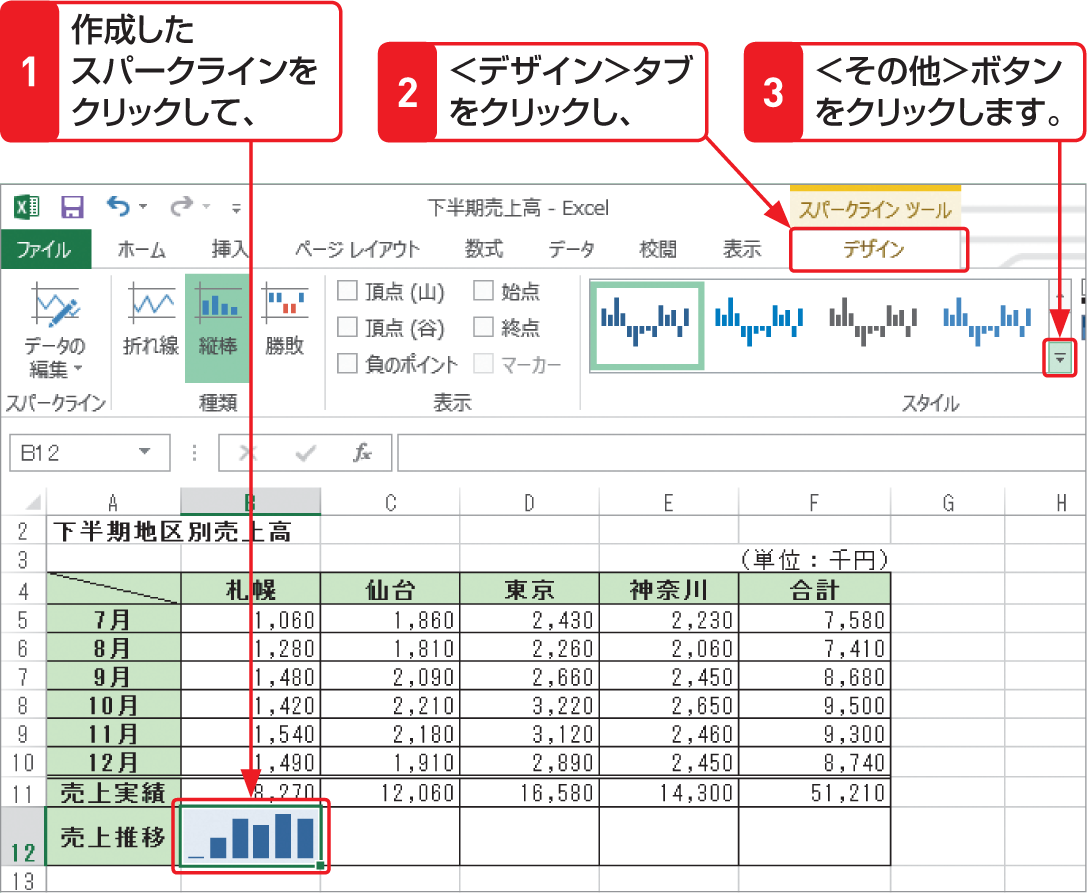 1
作成した
スパークラインを
クリックして、
2
<デザイン>タブ
をクリックし、
3
<その他>ボタン
をクリックします。
下半期売上高 - Excel
スパークライン ツール
ファイル ホーム 挿入 ページ レイアウト 数式 データ 校閲 表示 デザイン
データの
編集
折れ線 縦棒 勝敗
頂点 (山) 始点
頂点 (谷) 終点
負のポイント マーカー
スパークライン 種類 表示 スタイル
B12 fx
A B C D E F G H
2 下半期地区別売上高
3 (単位：千円)
4 札幌 仙台 東京 神奈川 合計
5 7月 1,060 1,860 2,430 2,230 7,580
6 8月 1,280 1,810 2,260 2,060 7,410
7 9月 1,480 2,090 2,660 2,450 8,680
8 10月 1,420 2,210 3,220 2,650 9,500
9 11月 1,540 2,180 3,120 2,460 9,300
10 12月 1,490 1,910 2,890 2,450 8,740
11 売上実績 8,270 12,060 16,580 14,300 51,210
12 売上推移
13